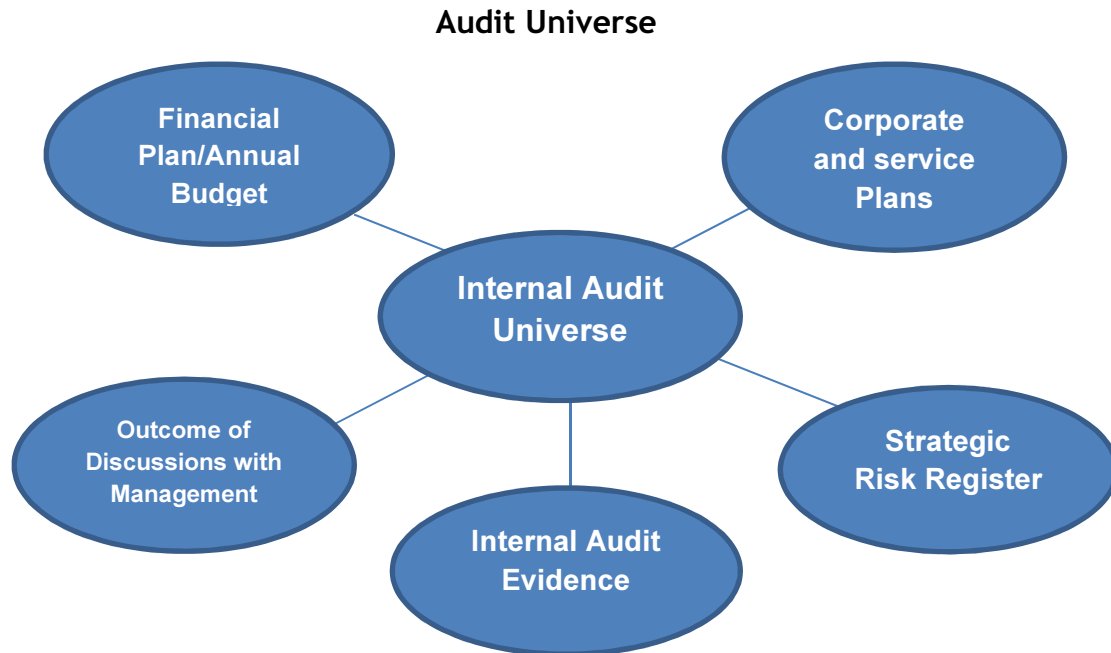 Audit Universe
Financial
Plan/Annual
Budget
Corporate
and service
Plans
Internal Audit
Universe
Outcome of
Discussions with
Management
Strategic
Risk Register
Internal Audit
Evidence